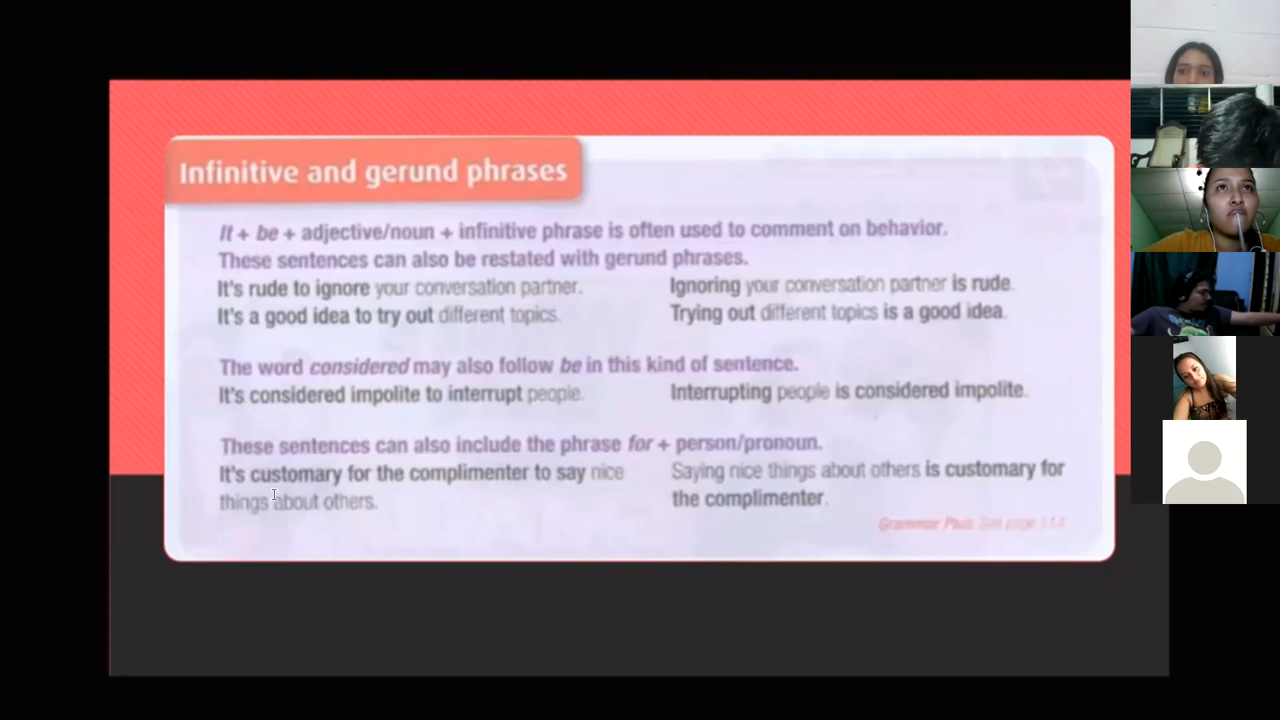 Infinitive and gerund phrases
It + be + adjective/noun + infinitive phrase is often used to comment on behavior.
These sentences can also be restated with gerund phrases.
It's rude to ignore your conversation partner. Ignoring your conversation partner is rude.
It's a good idea to try out different topics. Trying out different topics is a good idea.
The word considered may also follow be in this kind of sentence.
It's considered impolite to interrupt people. Interrupting people is considered impolite.
These sentences can also include the phrase for + person/pronoun.
It's customary for the complimenter to say nice things about others.
Saying nice things about others is customary for
the complimenter.
Grammar Plus: See page 114